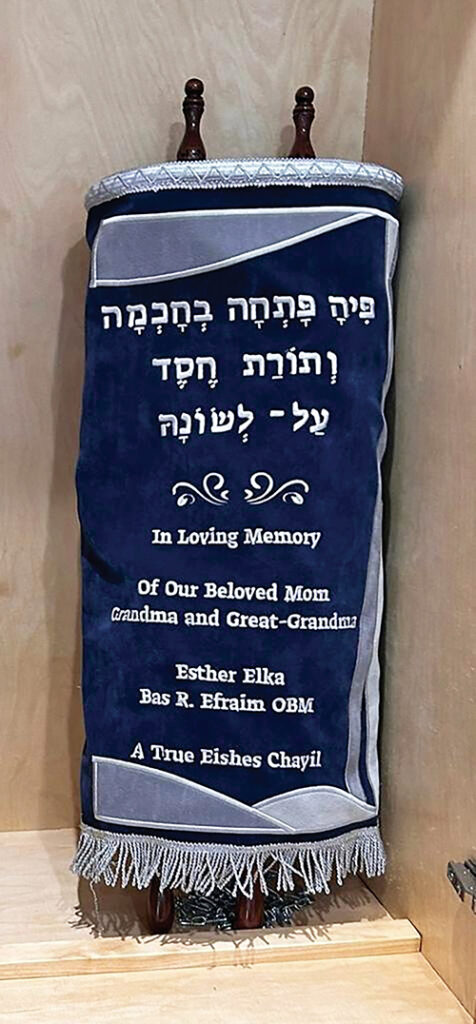 פִּיהָ פָּתְחָה בְחָכְמָה
וְתוֹרַת חֶסֶד
עַל- לְשׁוֹנָהּ
In Loving Memory
Of Our Beloved Mom
Grandma and Great-Grandma
Esther Elka
Bas R. Efraim OBM
A True Eishes Chayil